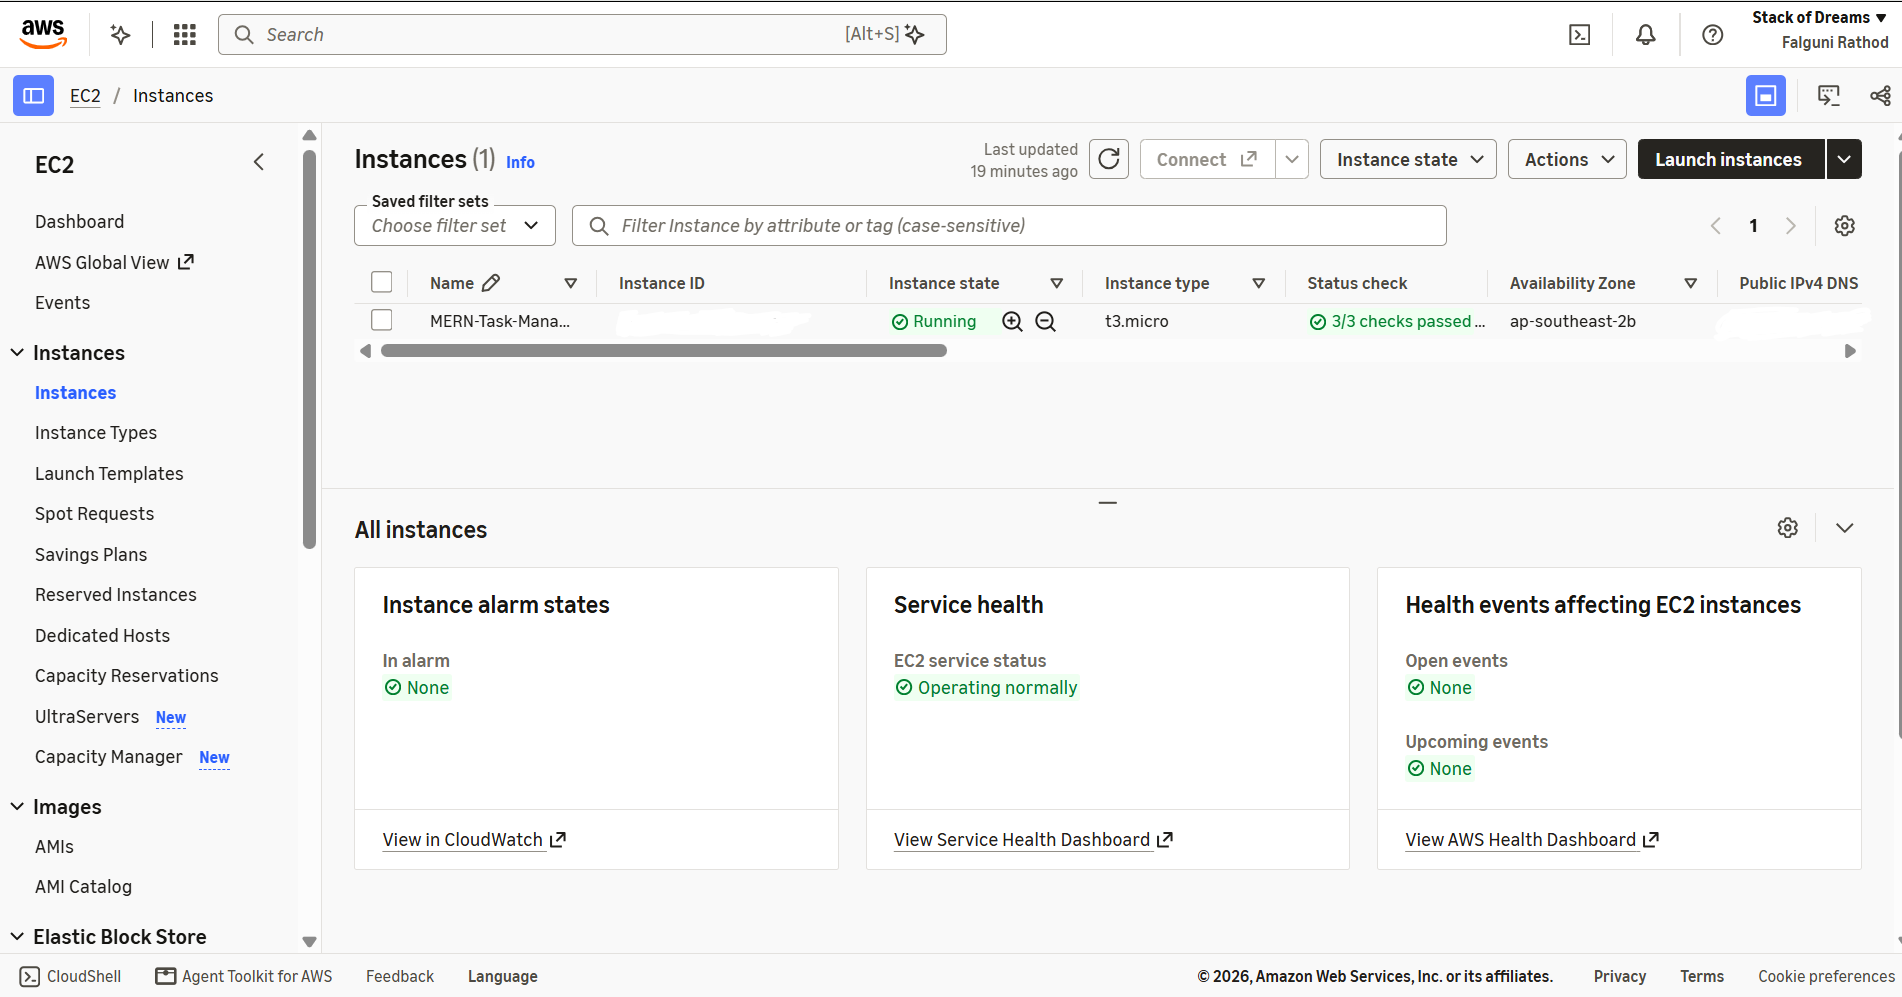 aws
Search [Alt+S]
Stack of Dreams
Falguni Rathod
EC2 / Instances
EC2
Dashboard
AWS Global View
Events
Instances
Instances
Instance Types
Launch Templates
Spot Requests
Savings Plans
Reserved Instances
Dedicated Hosts
Capacity Reservations
UltraServers New
Capacity Manager New
Images
AMIs
AMI Catalog
Elastic Block Store
Instances (1) Info
Last updated
19 minutes ago
Connect
Instance state
Actions
Launch instances
Saved filter sets
Choose filter set
Filter Instance by attribute or tag (case-sensitive)
1
Name Instance ID Instance state Instance type Status check Availability Zone Public IPv4 DNS
MERN-Task-Mana... Running t3.micro 3/3 checks passed ... ap-southeast-2b
All instances
Instance alarm states
In alarm
None
View in CloudWatch
Service health
EC2 service status
Operating normally
View Service Health Dashboard
Health events affecting EC2 instances
Open events
None
Upcoming events
None
View AWS Health Dashboard
CloudShell Agent Toolkit for AWS Feedback Language © 2026, Amazon Web Services, Inc. or its affiliates. Privacy Terms Cookie preferences